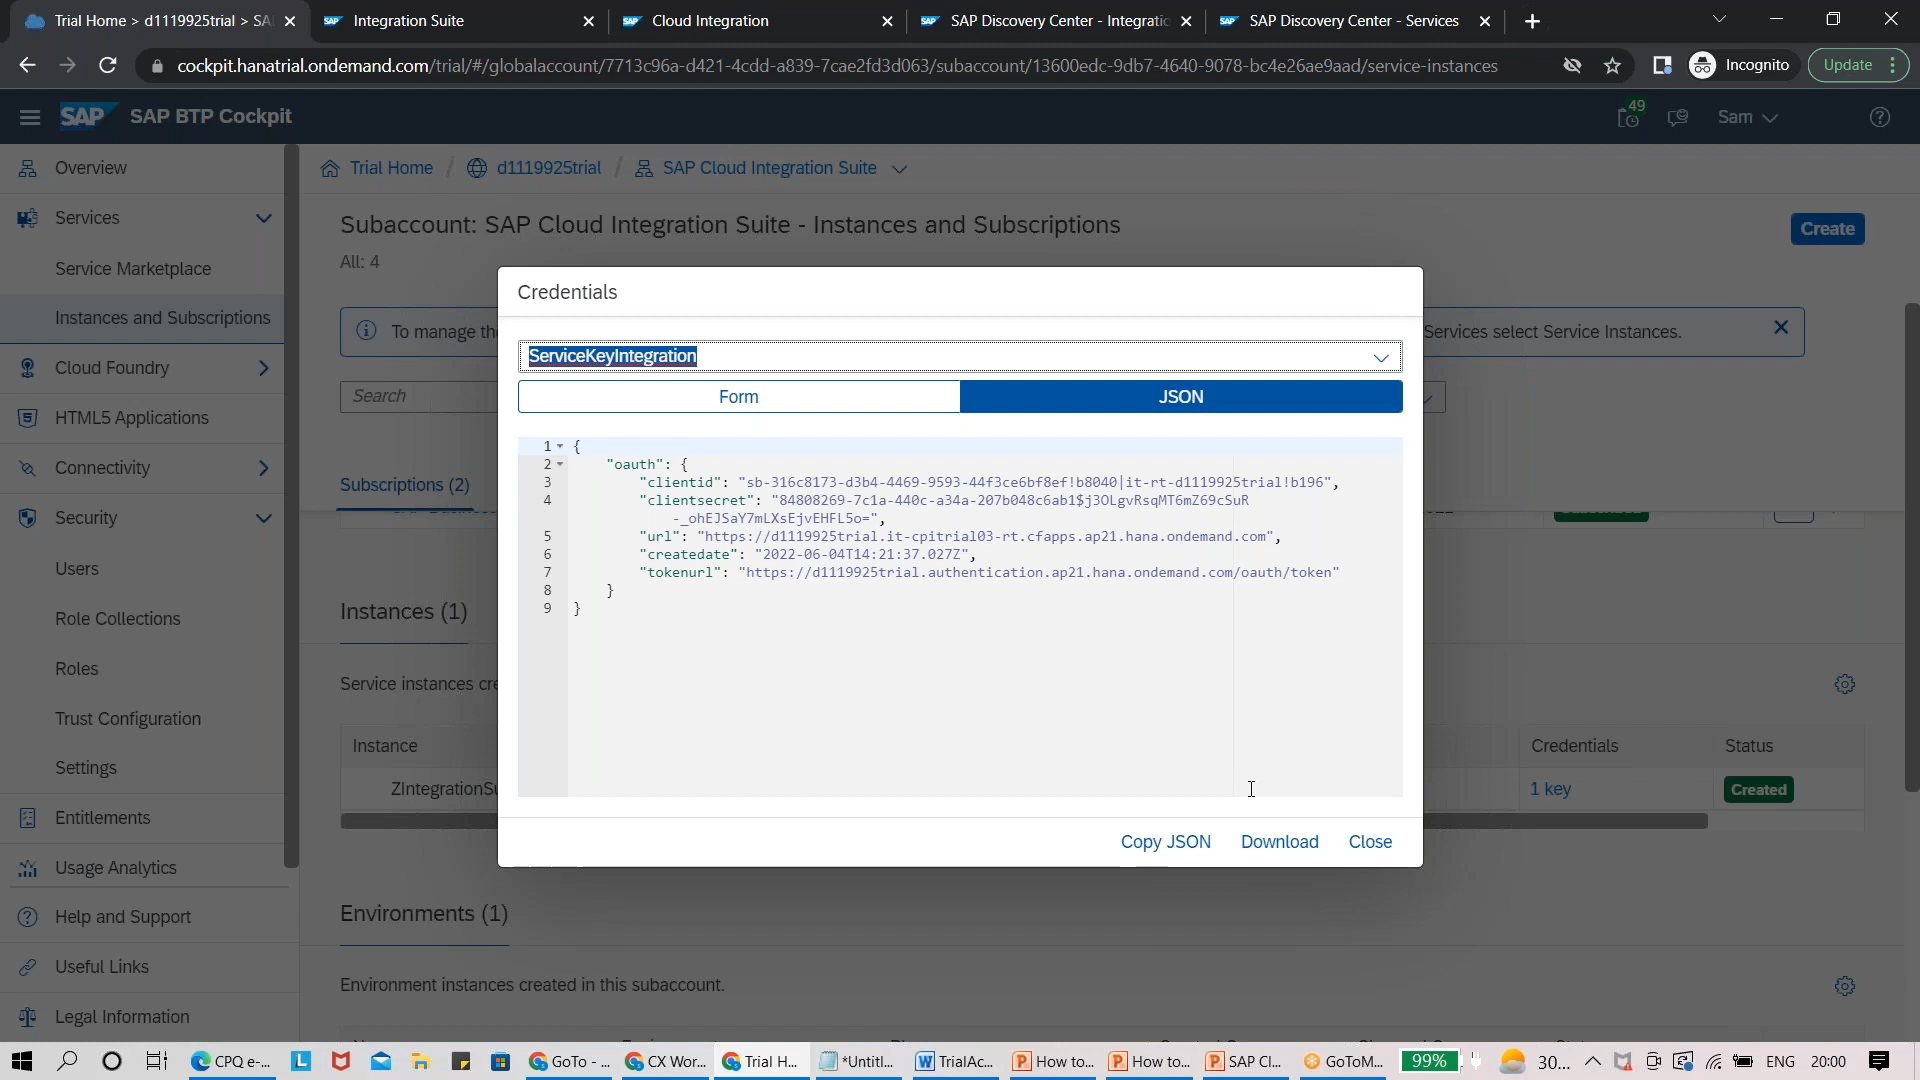 Trial Home > d1119925trial > SA
Integration Suite
Cloud Integration
SAP Discovery Center - Integratic
SAP Discovery Center - Services
cockpit.hanatrial.ondemand.com/trial/#/globalaccount/7713c96a-d421-4cdd-a839-7cae2fd3d063/subaccount/13600edc-9db7-4640-9078-bc4e26ae9aad/service-instances
Incognito
Update
SAP
SAP BTP Cockpit
49
Sam
Overview
Services
Service Marketplace
Instances and Subscriptions
Cloud Foundry
HTML5 Applications
Connectivity
Security
Users
Role Collections
Roles
Trust Configuration
Settings
Entitlements
Usage Analytics
Help and Support
Useful Links
Legal Information
Trial Home / d1119925trial / SAP Cloud Integration Suite
Subaccount: SAP Cloud Integration Suite - Instances and Subscriptions
Create
All: 4
To manage the
Services select Service Instances.
Search
Subscriptions (2)
Instances (1)
Service instances cre
Instance
Credentials
Status
ZIntegrationSu
1 key
Created
Environments (1)
Environment instances created in this subaccount.
Credentials
ServiceKeyIntegration
Form
JSON
1 {
2 "oauth": {
3 "clientid": "sb-316c8173-d3b4-4469-9593-44f3ce6bf8ef!b8040|it-rt-d1119925trial!b196",
4 "clientsecret": "84808269-7c1a-440c-a34a-207b048c6ab1$j3OLgvRsqMT6mZ69cSuR
-_ohEJSaY7mLXsEjvEHFL5o=",
5 "url": "https://d1119925trial.it-cpitrial03-rt.cfapps.ap21.hana.ondemand.com",
6 "createdate": "2022-06-04T14:21:37.027Z",
7 "tokenurl": "https://d1119925trial.authentication.ap21.hana.ondemand.com/oauth/token"
8 }
9 }
Copy JSON
Download
Close
CPQ e-...
GoTo - ...
CX Wor...
Trial H...
*Untitl...
TrialAc...
How to...
How to...
SAP Cl...
GoToM...
99%
30...
ENG
20:00